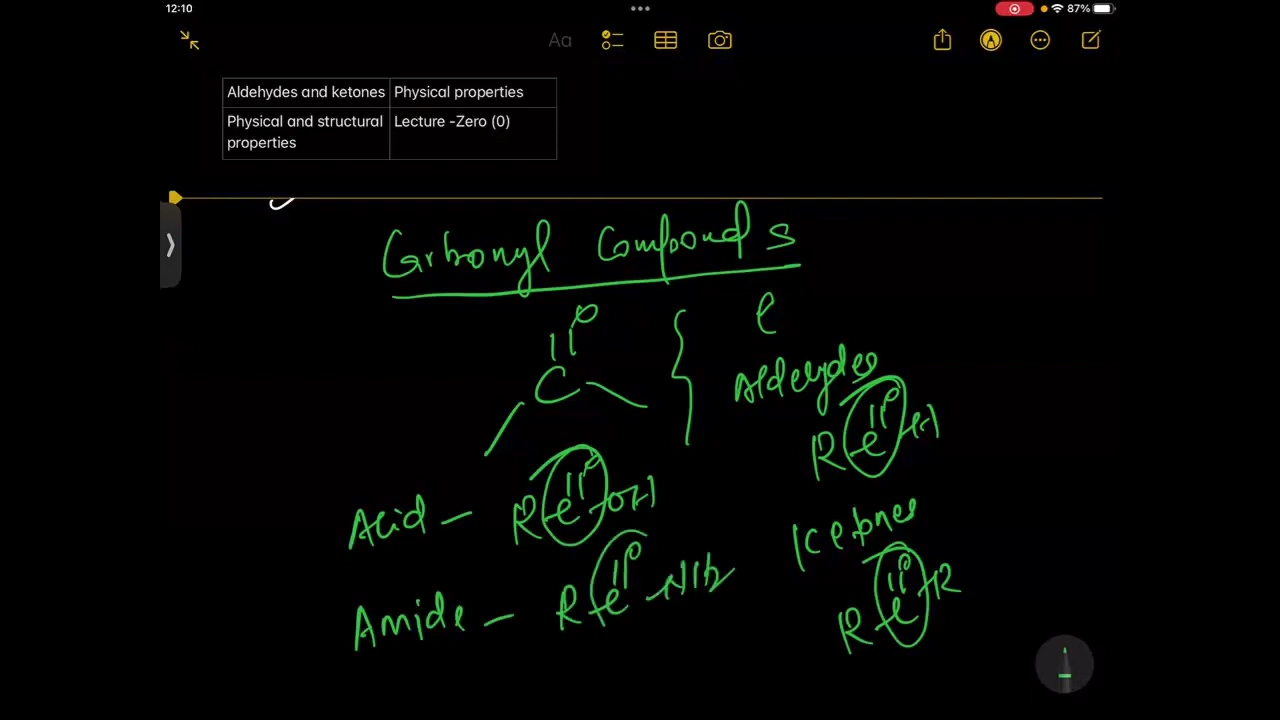 12:10
87%
Aa
Aldehydes and ketones Physical properties
Physical and structural properties Lecture -Zero (0)
Carbonyl Compounds
O
C
Aldehydes
O
R C H
Acid - R C OH
O
Ketones
O
R C R
Amide - R C NH2
O